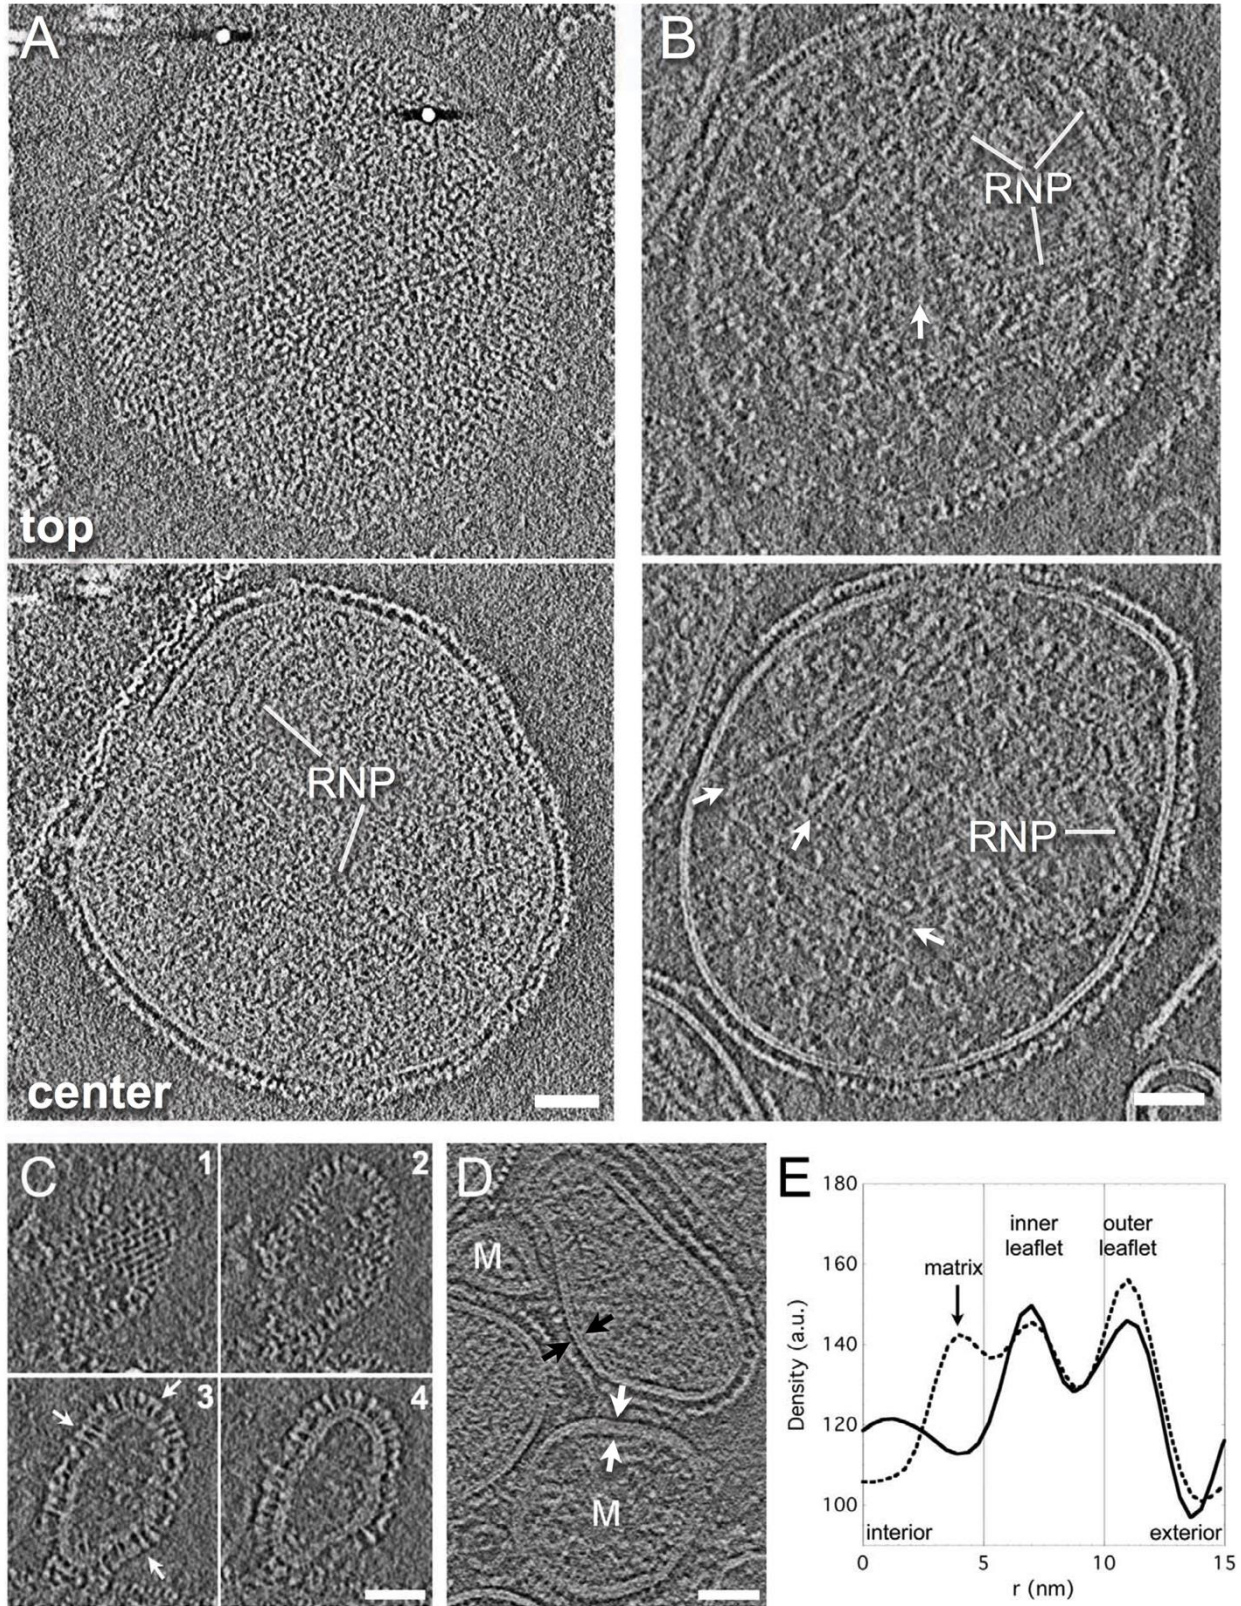 A
top
RNP
center
B
RNP
RNP
C
1
2
3
4
D
M
M
E
180
160
140
120
100
Density (a.u.)
inner
leaflet
outer
leaflet
matrix
interior
exterior
0
5
10
15
r (nm)